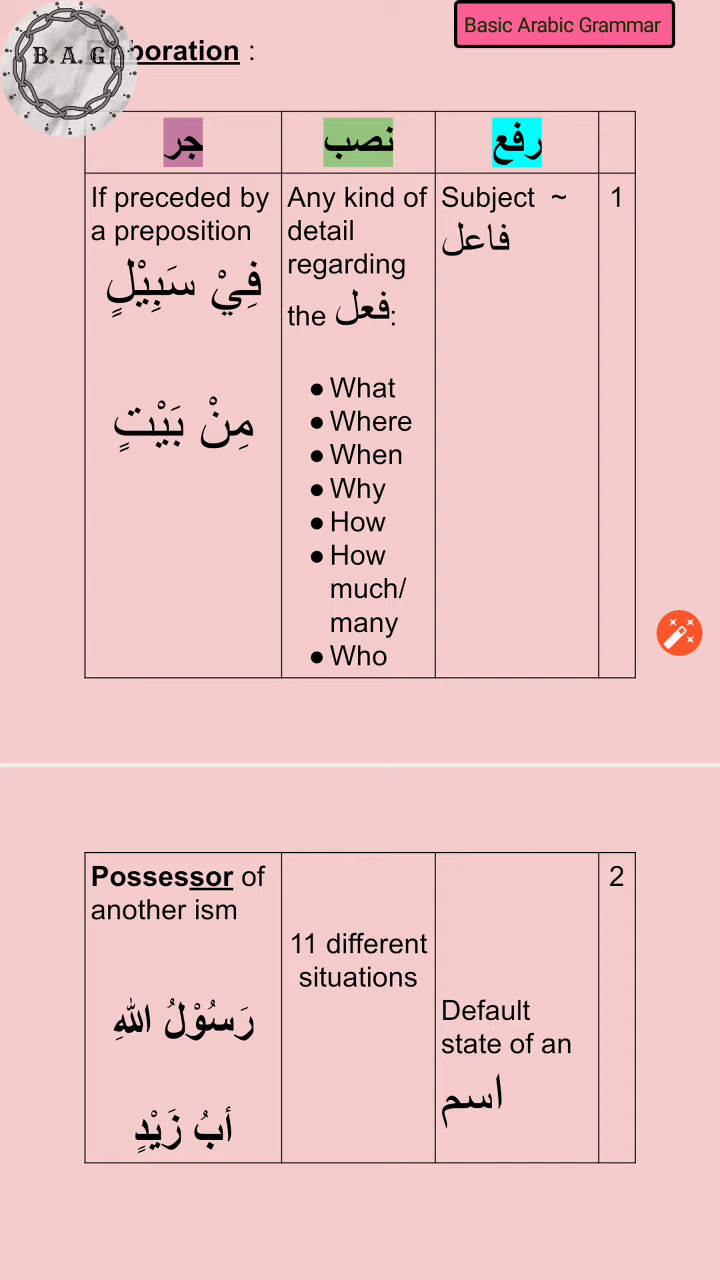 Basic Arabic Grammar
B. A. G
boration :
جر
نصب
رفع
If preceded by
a preposition
فِيْ سَبِيْلٍ
مِنْ بَيْتٍ
Any kind of
detail
regarding
the فعل:
● What
● Where
● When
● Why
● How
● How
much/
many
● Who
Subject ~
فاعل
1
Possessor of
another ism
رَسُوْلُ اللهِ
أبُ زَيْدٍ
11 different
situations
Default
state of an
اسم
2